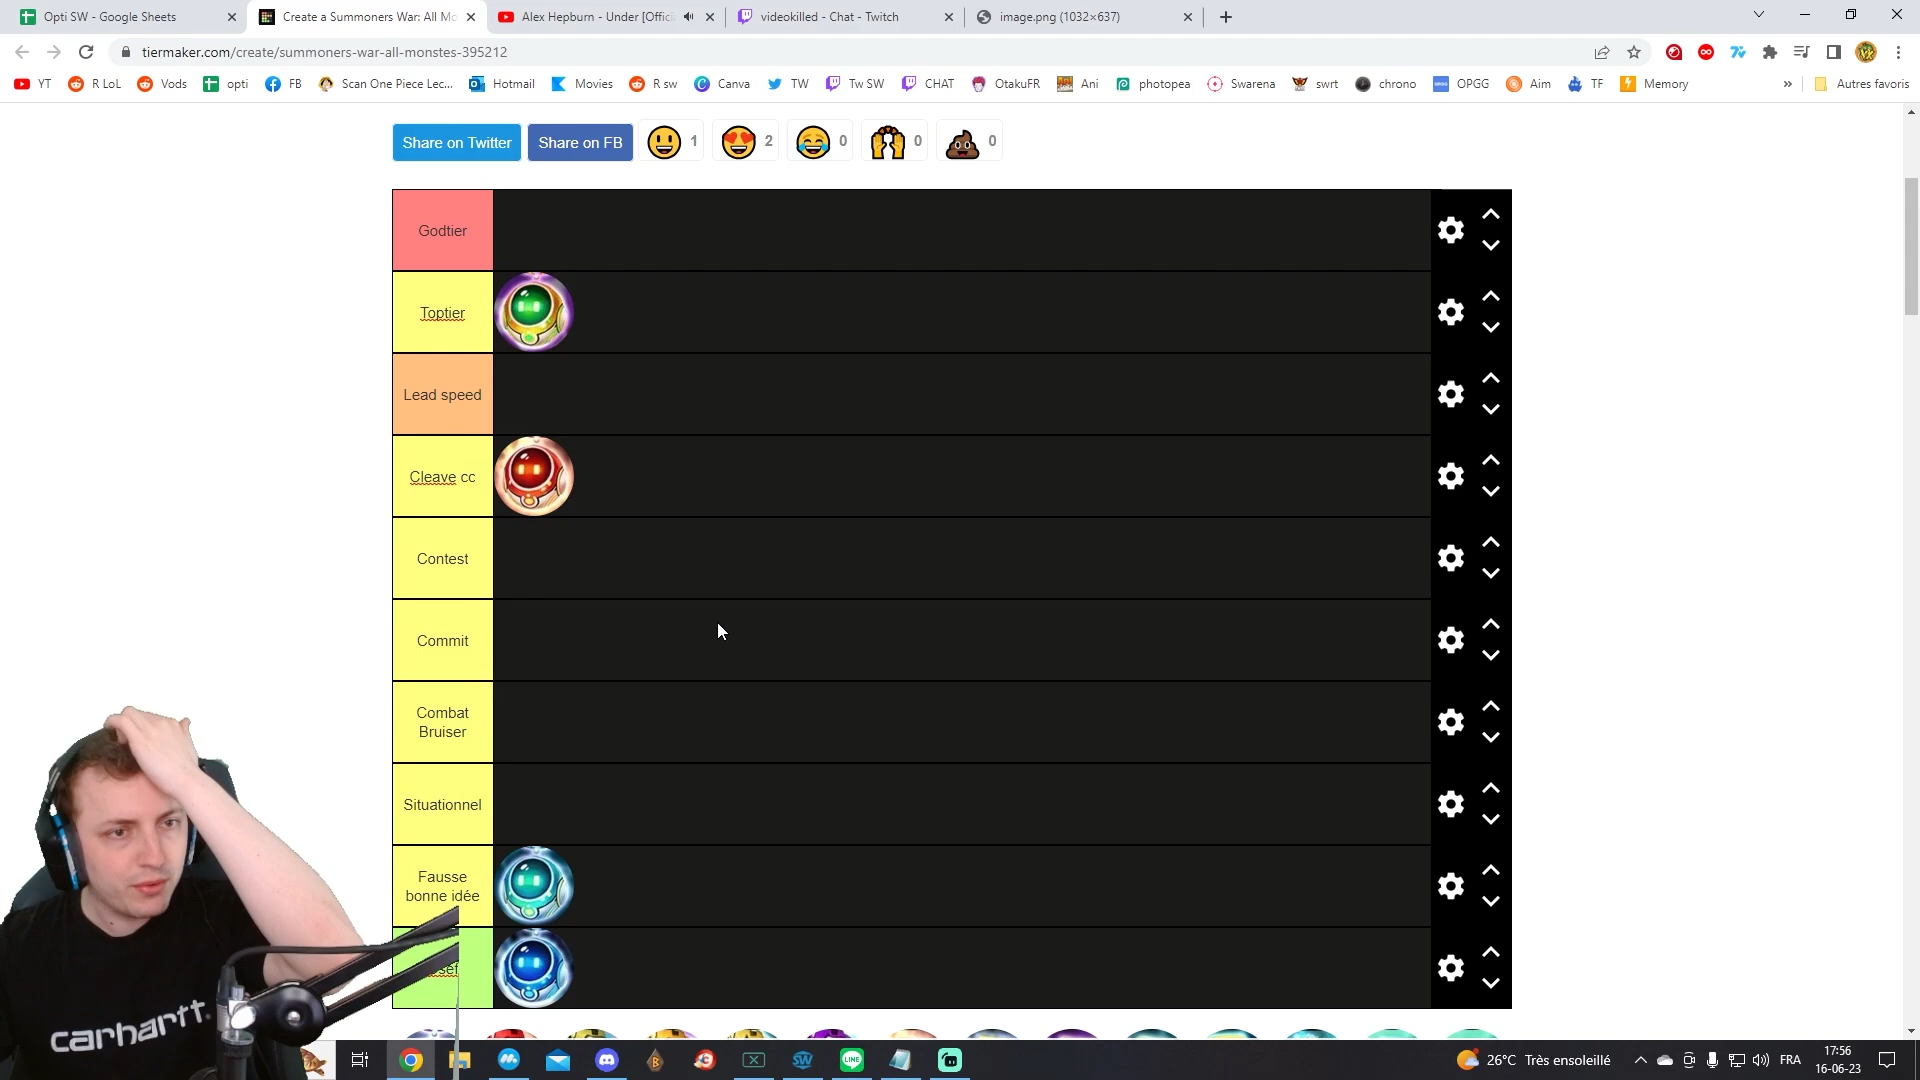 Opti SW - Google Sheets
Create a Summoners War: All Mo
Alex Hepburn - Under [Offici
videokilled - Chat - Twitch
image.png (1032×637)
tiermaker.com/create/summoners-war-all-monstes-395212
YT
R LoL
Vods
opti
FB
Scan One Piece Lec...
Hotmail
Movies
R sw
Canva
TW
Tw SW
CHAT
OtakuFR
Ani
photopea
Swarena
swrt
chrono
OPGG
Aim
TF
Memory
»
Autres favoris
Share on Twitter
Share on FB
1
2
0
0
0
Godtier
Toptier
Lead speed
Cleave cc
Contest
Commit
Combat
Bruiser
Situationnel
Fausse
bonne idée
carhartt
LINE
SW
26°C Très ensoleillé
FRA
17:56
16-06-23